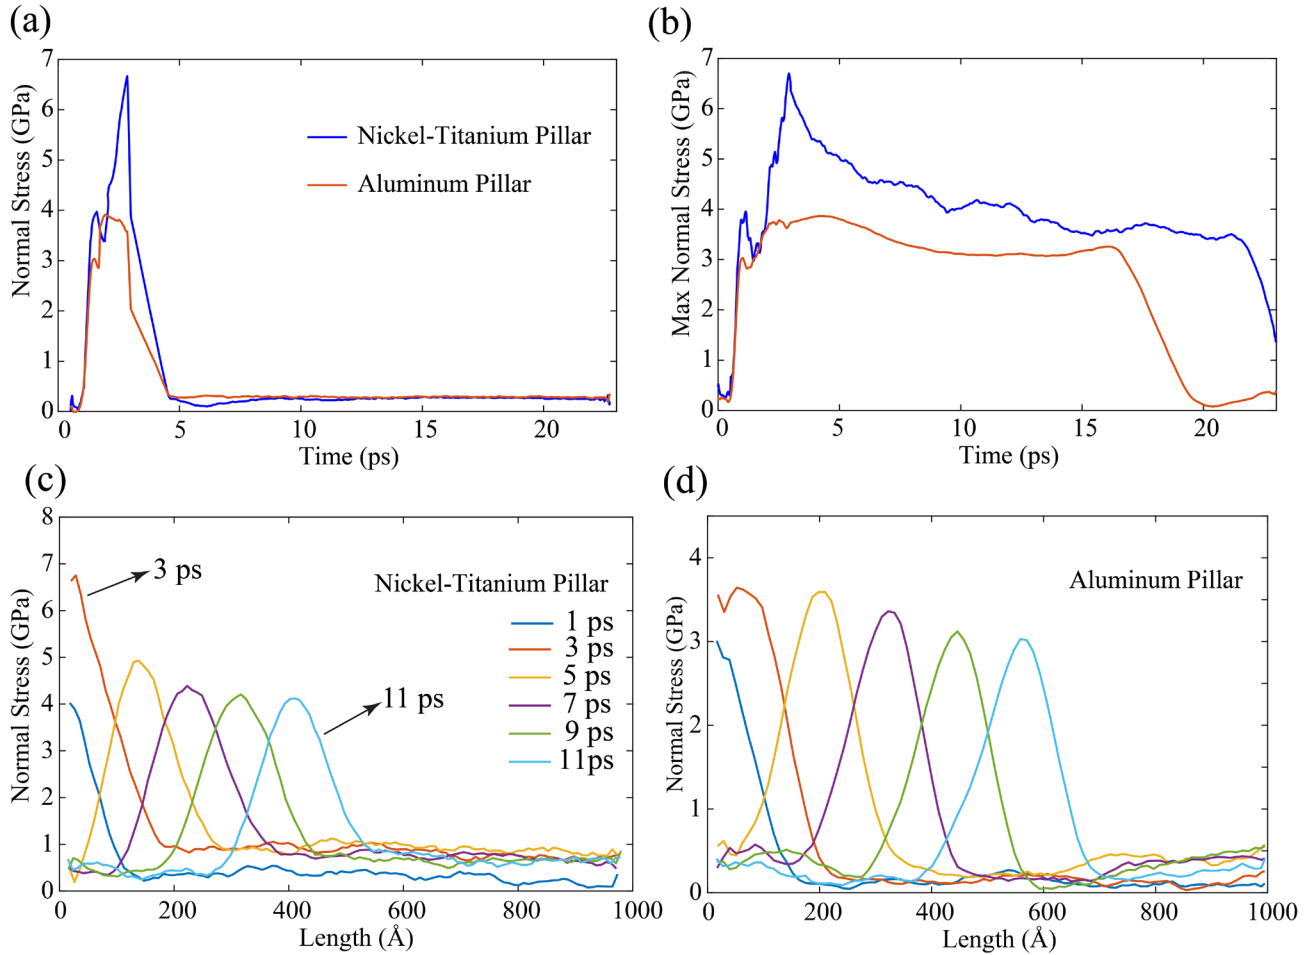 (a)
7
6
5
4
3
2
1
0
Normal Stress (GPa)
Nickel-Titanium Pillar
Aluminum Pillar
0 5 10 15 20
Time (ps)
(b)
7
6
5
4
3
2
1
0
Max Normal Stress (GPa)
0 5 10 15 20
Time (ps)
(c)
8
7
6
5
4
3
2
1
0
Normal Stress (GPa)
3 ps
Nickel-Titanium Pillar
1 ps
3 ps
5 ps
7 ps
9 ps
11ps
11 ps
0 200 400 600 800 1000
Length (Å)
(d)
4
3
2
1
0
Normal Stress (GPa)
Aluminum Pillar
0 200 400 600 800 1000
Length (Å)